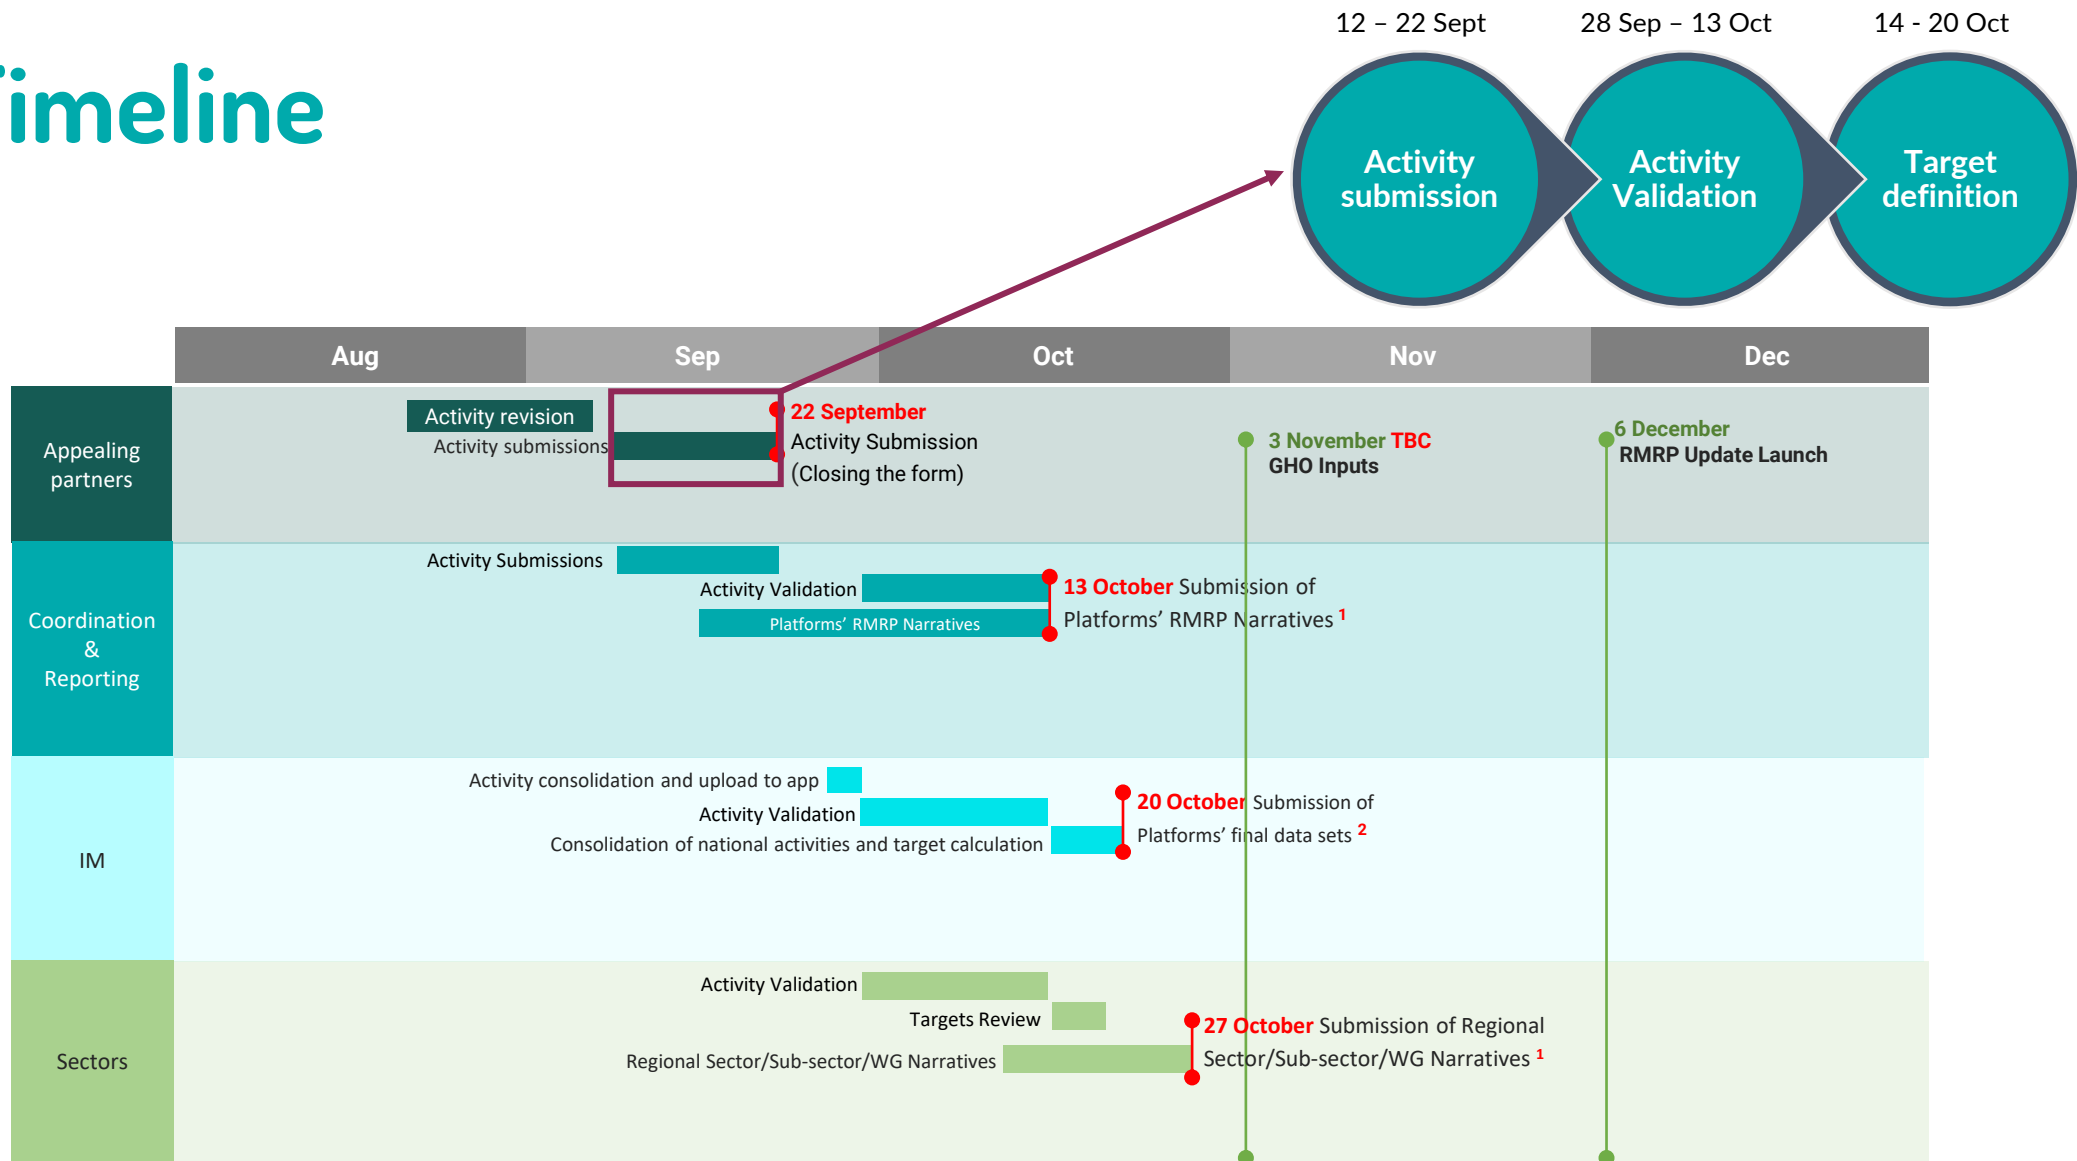 Timeline
12 – 22 Sept
28 Sep – 13 Oct
14 - 20 Oct
Activity
submission
Activity
Validation
Target
definition
Aug
Sep
Oct
Nov
Dec
Appealing
partners
Activity revision
Activity submissions
22 September
Activity Submission
(Closing the form)
3 November TBC
GHO Inputs
6 December
RMRP Update Launch
Coordination
&
Reporting
Activity Submissions
Activity Validation
Platforms’ RMRP Narratives
13 October Submission of
Platforms’ RMRP Narratives 1
IM
Activity consolidation and upload to app
Activity Validation
Consolidation of national activities and target calculation
20 October Submission of
Platforms’ final data sets 2
Sectors
Activity Validation
Targets Review
Regional Sector/Sub-sector/WG Narratives
27 October Submission of Regional
Sector/Sub-sector/WG Narratives 1